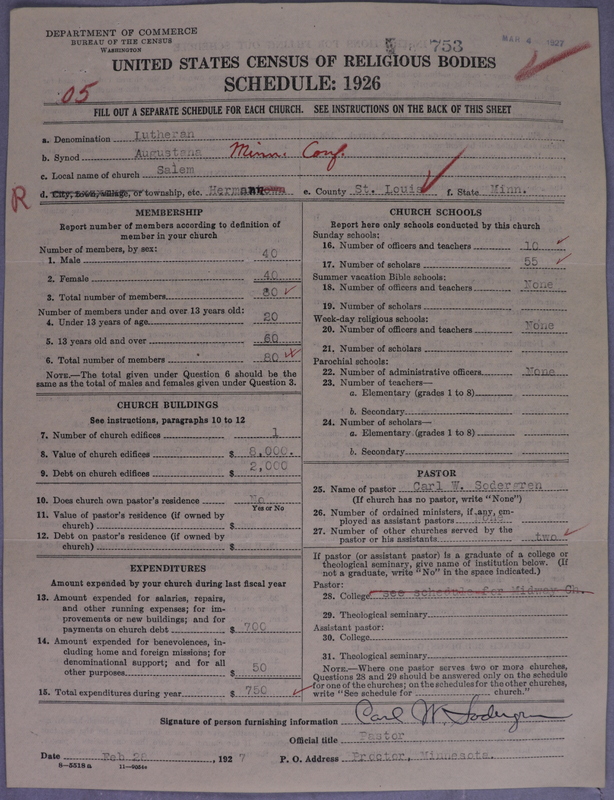 DEPARTMENT OF COMMERCE
BUREAU OF THE CENSUS
WASHINGTON
753
MAR 4 1927
UNITED STATES CENSUS OF RELIGIOUS BODIES
SCHEDULE: 1926
05
FILL OUT A SEPARATE SCHEDULE FOR EACH CHURCH. SEE INSTRUCTIONS ON THE BACK OF THIS SHEET
a. Denomination Lutheran
b. Synod Augustana Minn. Conf.
c. Local name of church Salem
R
d. City, town, village, or township, etc. Hermantown e. County St. Louis f. State Minn.
MEMBERSHIP
Report number of members according to definition of member in your church
Number of members, by sex:
1. Male 40
2. Female 40
3. Total number of members 80
Number of members under and over 13 years old:
4. Under 13 years of age 20
5. 13 years old and over 60
6. Total number of members 80
NOTE.—The total given under Question 6 should be the
same as the total of males and females given under Question 3.
CHURCH BUILDINGS
See instructions, paragraphs 10 to 12
7. Number of church edifices 1
8. Value of church edifices $ 8,000.
9. Debt on church edifices $ 2,000
10. Does church own pastor's residence No
Yes or No
11. Value of pastor's residence (if owned by
church) $
12. Debt on pastor's residence (if owned by
church) $
EXPENDITURES
Amount expended by your church during last fiscal year
13. Amount expended for salaries, repairs,
and other running expenses; for im-
provements or new buildings; and for
payments on church debt $ 700
14. Amount expended for benevolences, in-
cluding home and foreign missions; for
denominational support; and for all
other purposes $ 50
15. Total expenditures during year $ 750
CHURCH SCHOOLS
Report here only schools conducted by this church
Sunday schools:
16. Number of officers and teachers 10
17. Number of scholars 55
Summer vacation Bible schools:
18. Number of officers and teachers None
19. Number of scholars
Week-day religious schools:
20. Number of officers and teachers None
21. Number of scholars
Parochial schools:
22. Number of administrative officers None
23. Number of teachers—
a. Elementary (grades 1 to 8)
b. Secondary
24. Number of scholars—
a. Elementary (grades 1 to 8)
b. Secondary
PASTOR
25. Name of pastor Carl W. Sodergren
(If church has no pastor, write "None")
26. Number of ordained ministers, if any, em-
ployed as assistant pastors none
27. Number of other churches served by the
pastor or his assistants two
If pastor (or assistant pastor) is a graduate of a college or
theological seminary, give name of institution below. (If
not a graduate, write "No" in the space indicated.)
Pastor:
28. College See schedule for Midway Ch.
29. Theological seminary
Assistant pastor:
30. College
31. Theological seminary
NOTE.—Where one pastor serves two or more churches,
Questions 28 and 29 should be answered only on the schedule
for one of the churches; on the schedules for the other churches,
write "See schedule for church."
Signature of person furnishing information Carl W. Sodergren
Official title Pastor
Date Feb 28, 1927 P. O. Address Proctor, Minnesota.
8—5518a